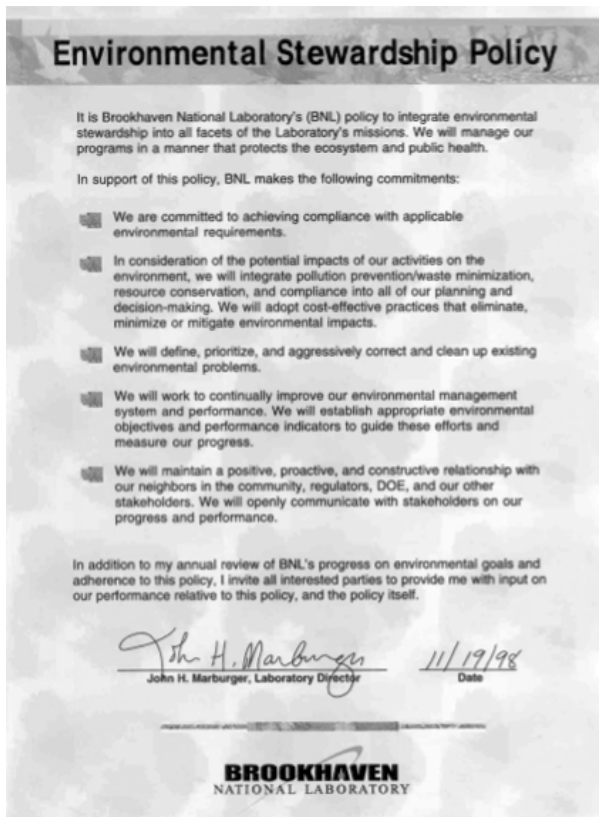 Environmental Stewardship Policy
It is Brookhaven National Laboratory's (BNL) policy to integrate environmental
stewardship into all facets of the Laboratory's missions. We will manage our
programs in a manner that protects the ecosystem and public health.
In support of this policy, BNL makes the following commitments:
We are committed to achieving compliance with applicable
environmental requirements.
In consideration of the potential impacts of our activities on the
environment, we will integrate pollution prevention/waste minimization,
resource conservation, and compliance into all of our planning and
decision-making. We will adopt cost-effective practices that eliminate,
minimize or mitigate environmental impacts.
We will define, prioritize, and aggressively correct and clean up existing
environmental problems.
We will work to continually improve our environmental management
system and performance. We will establish appropriate environmental
objectives and performance indicators to guide these efforts and
measure our progress.
We will maintain a positive, proactive, and constructive relationship with
our neighbors in the community, regulators, DOE, and our other
stakeholders. We will openly communicate with stakeholders on our
progress and performance.
In addition to my annual review of BNL's progress on environmental goals and
adherence to this policy, I invite all interested parties to provide me with input on
our performance relative to this policy, and the policy itself.
John H. Marburger 11/19/98
John H. Marburger, Laboratory Director Date
BROOKHAVEN
NATIONAL LABORATORY